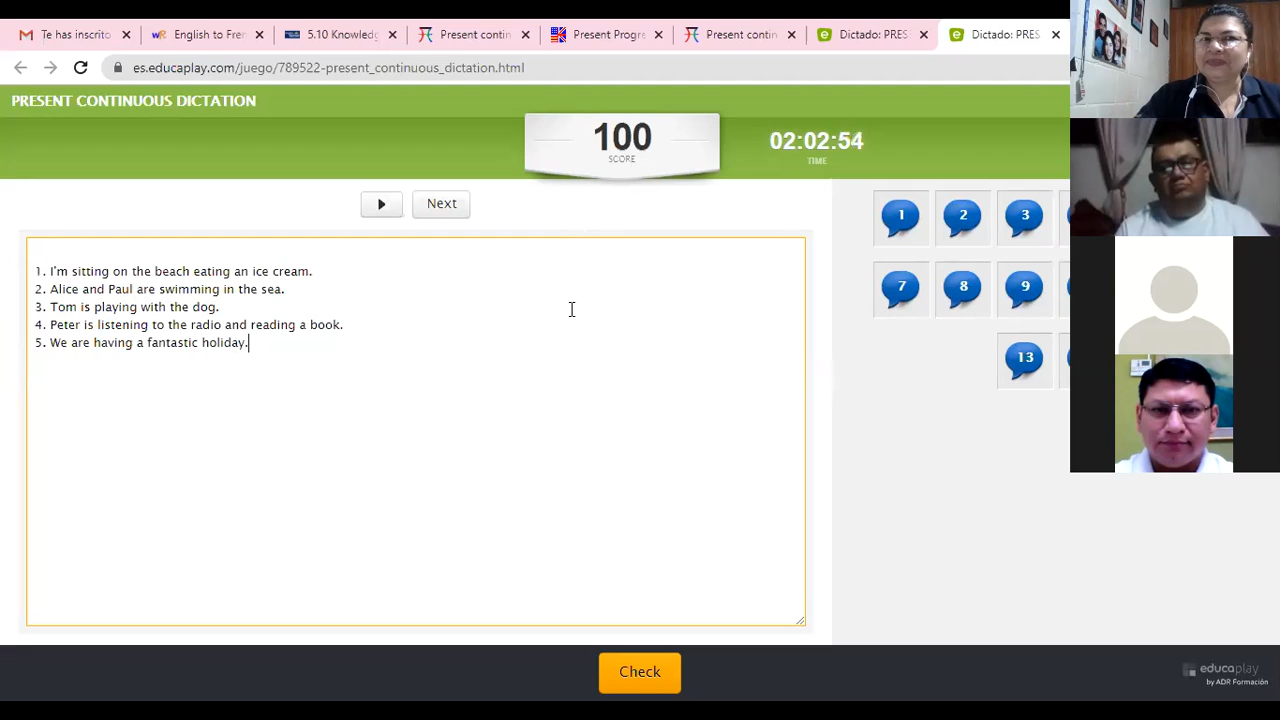 Te has inscrito
English to Fren
5.10 Knowledg
Present contin
Present Progre
Present contin
Dictado: PRES
Dictado: PRES
es.educaplay.com/juego/789522-present_continuous_dictation.html
PRESENT CONTINUOUS DICTATION
100
SCORE
02:02:54
TIME
Next
1 2 3
7 8 9
13
1. I'm sitting on the beach eating an ice cream.
2. Alice and Paul are swimming in the sea.
3. Tom is playing with the dog.
4. Peter is listening to the radio and reading a book.
5. We are having a fantastic holiday.
Check
educaplay
by ADR Formación